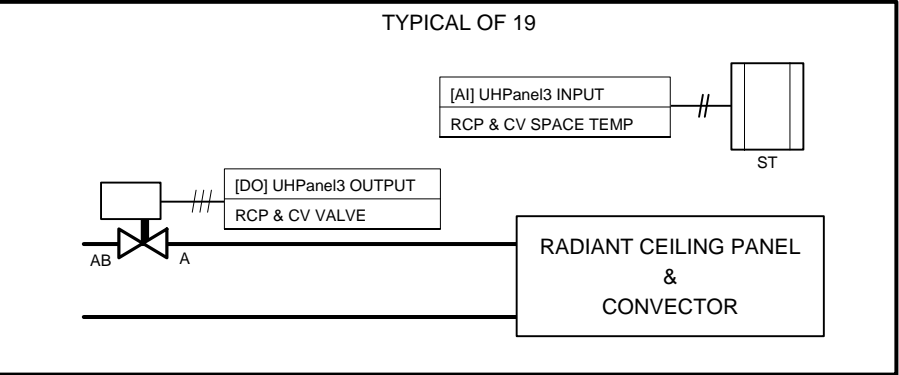 TYPICAL OF 19
[AI] UHPanel3 INPUT
RCP & CV SPACE TEMP
ST
[DO] UHPanel3 OUTPUT
RCP & CV VALVE
AB
A
RADIANT CEILING PANEL
&
CONVECTOR